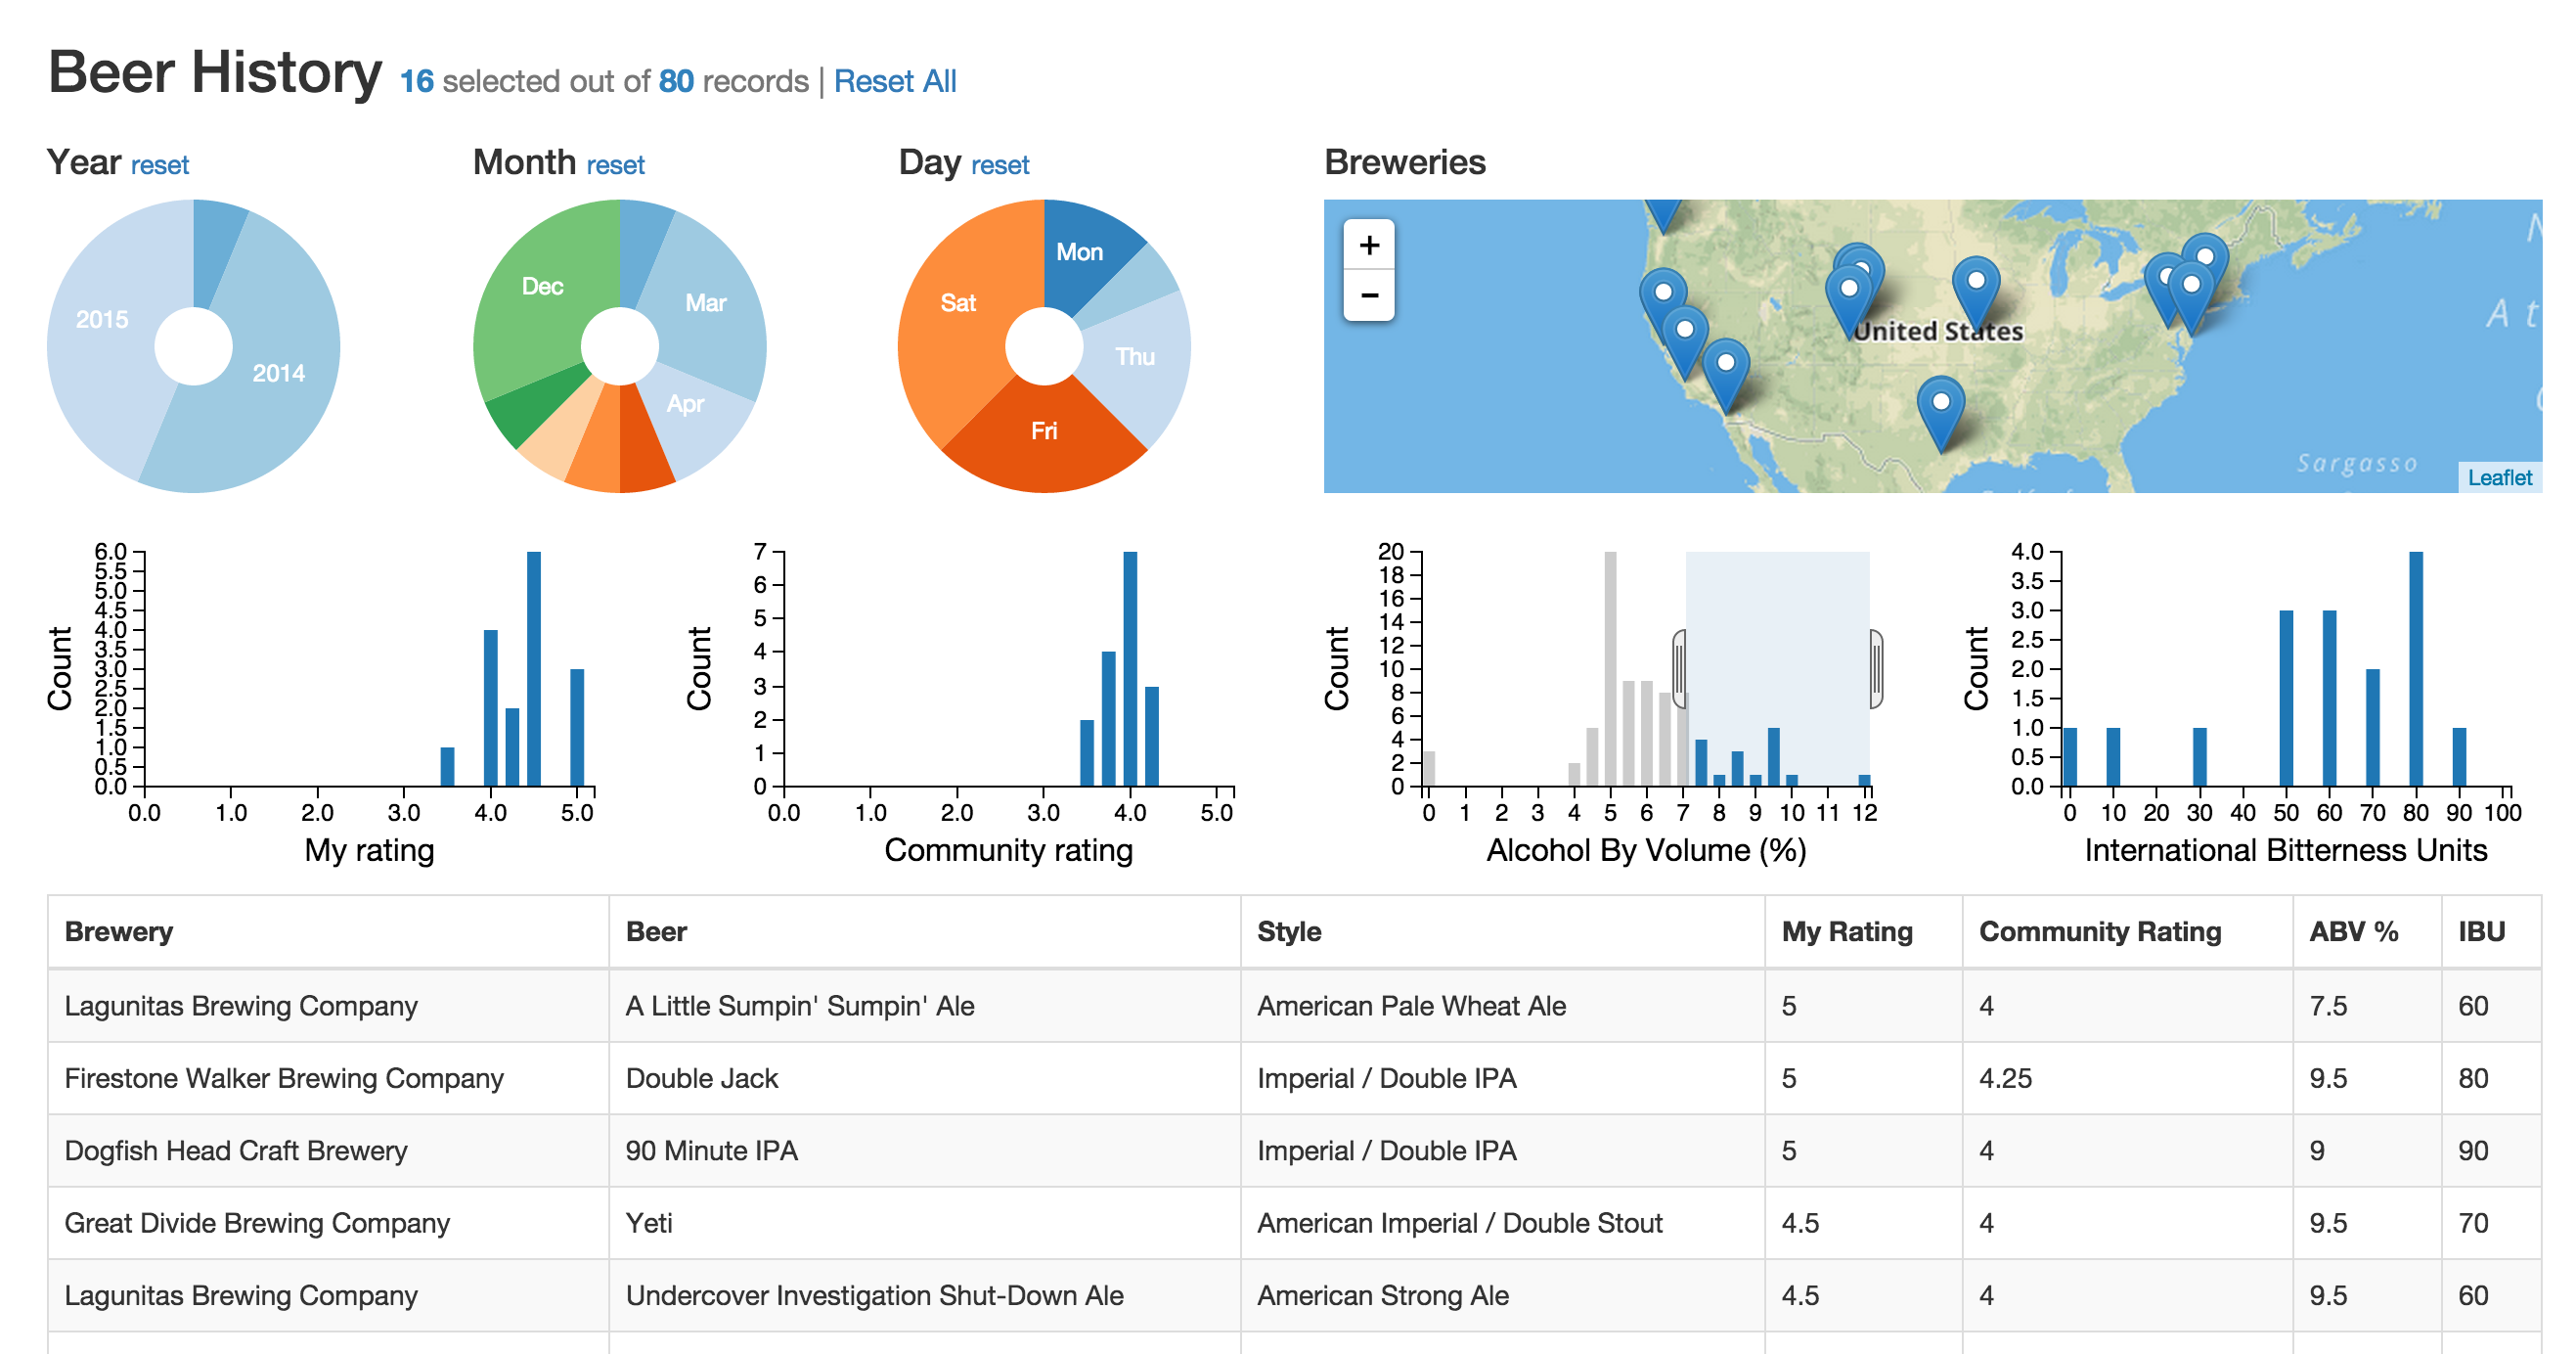 Beer History 16 selected out of 80 records | Reset All
Year reset
Month reset
Day reset
Breweries
2015
2014
Dec
Mar
Apr
Mon
Sat
Thu
Fri
+
−
United States
N
A t
Sargasso
Leaflet
6.0
5.5
5.0
4.5
4.0
3.5
3.0
2.5
2.0
1.5
1.0
0.5
0.0
Count
0.0 1.0 2.0 3.0 4.0 5.0
My rating
7
6
5
4
3
2
1
0
Count
0.0 1.0 2.0 3.0 4.0 5.0
Community rating
20
18
16
14
12
10
8
6
4
2
0
Count
0 1 2 3 4 5 6 7 8 9 10 11 12
Alcohol By Volume (%)
4.0
3.5
3.0
2.5
2.0
1.5
1.0
0.5
0.0
Count
0 10 20 30 40 50 60 70 80 90 100
International Bitterness Units
Brewery Beer Style My Rating Community Rating ABV % IBU
Lagunitas Brewing Company A Little Sumpin' Sumpin' Ale American Pale Wheat Ale 5 4 7.5 60
Firestone Walker Brewing Company Double Jack Imperial / Double IPA 5 4.25 9.5 80
Dogfish Head Craft Brewery 90 Minute IPA Imperial / Double IPA 5 4 9 90
Great Divide Brewing Company Yeti American Imperial / Double Stout 4.5 4 9.5 70
Lagunitas Brewing Company Undercover Investigation Shut-Down Ale American Strong Ale 4.5 4 9.5 60